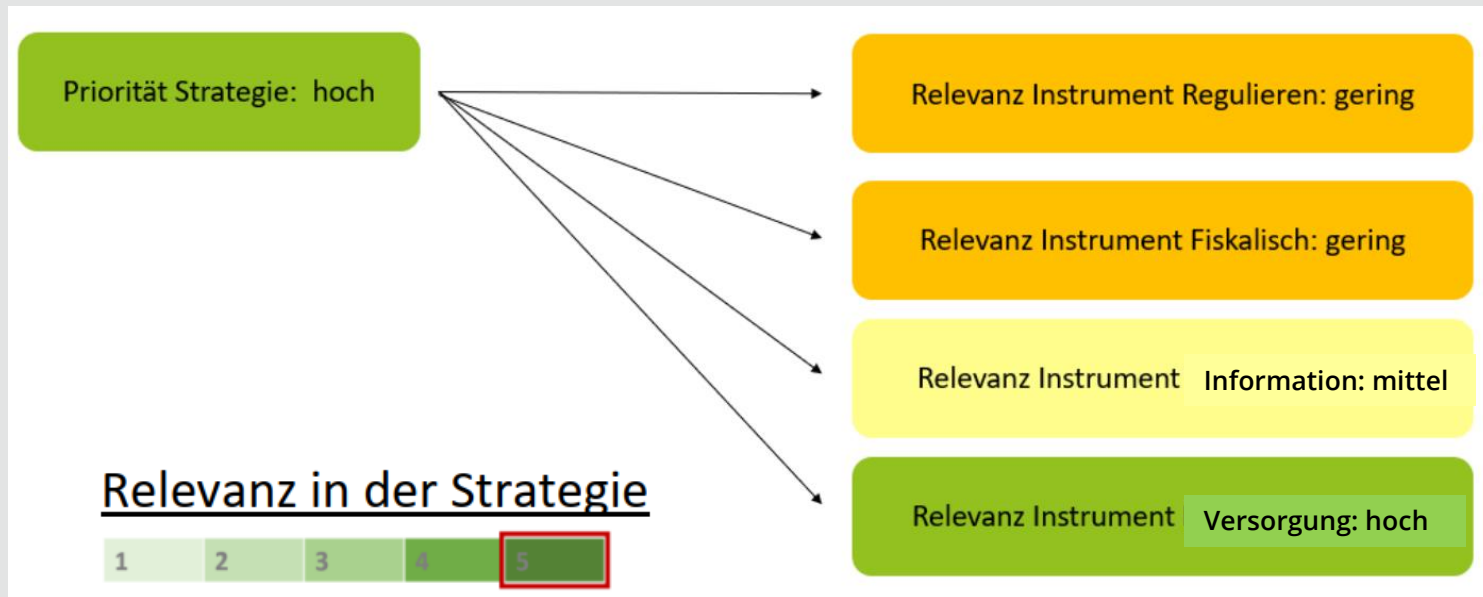 Priorität Strategie: hoch
Relevanz Instrument Regulieren: gering
Relevanz Instrument Fiskalisch: gering
Relevanz Instrument Information: mittel
Relevanz Instrument Versorgung: hoch
Relevanz in der Strategie
1 2 3 4 5